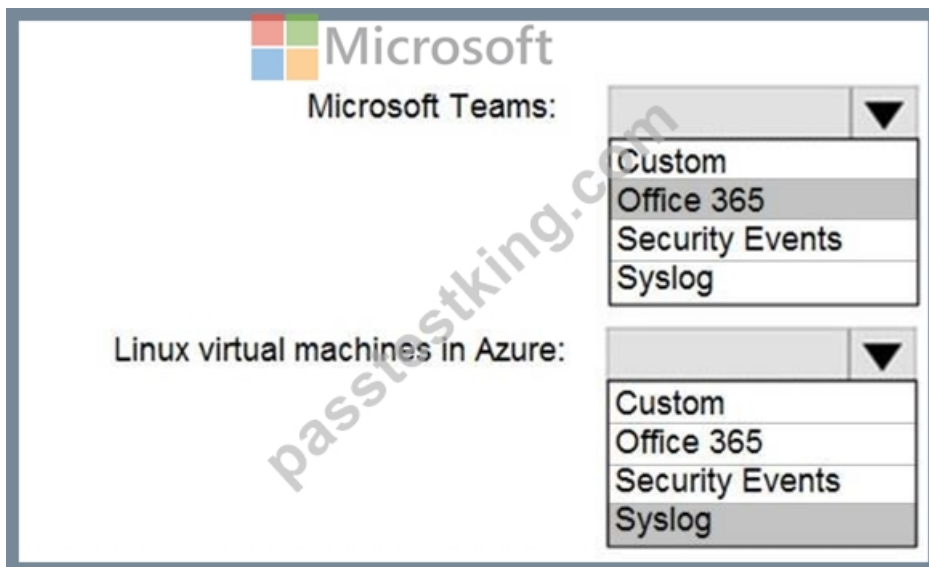 Microsoft
Microsoft Teams:
Custom
Office 365
Security Events
Syslog
Linux virtual machines in Azure:
Custom
Office 365
Security Events
Syslog
passtestking.com